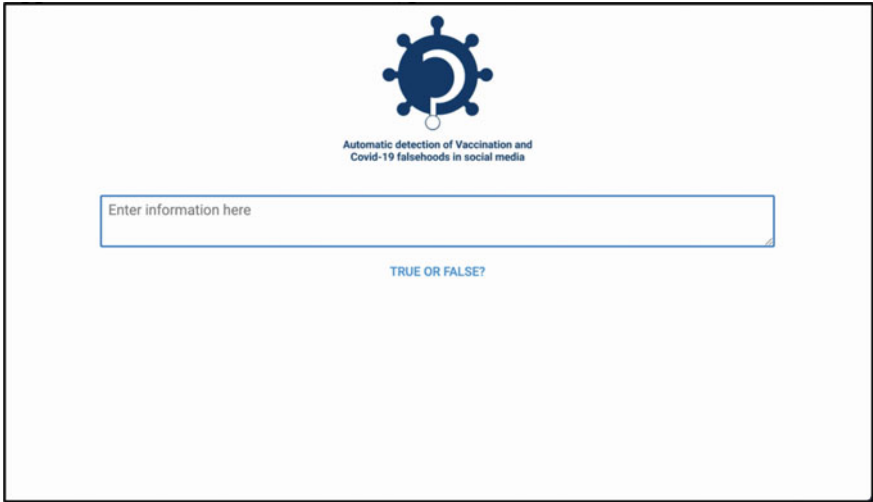 Automatic detection of Vaccination and
Covid-19 falsehoods in social media
Enter information here
TRUE OR FALSE?